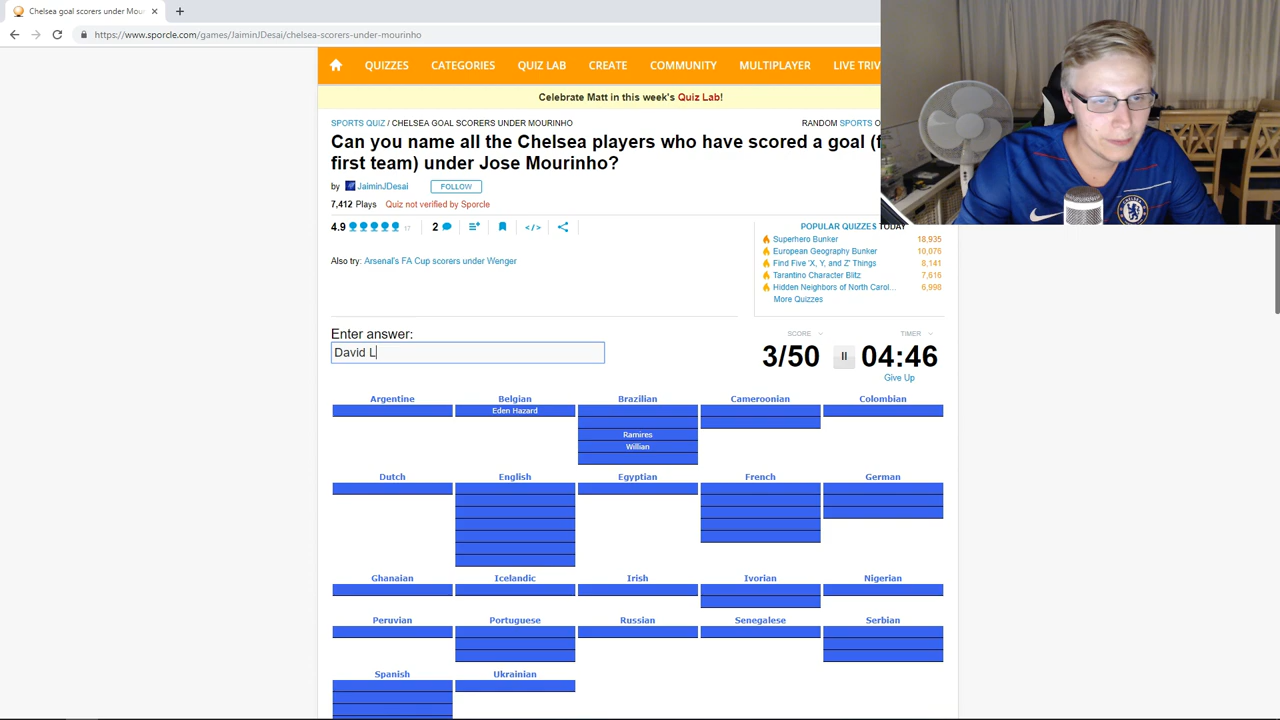 Chelsea goal scorers under Mour
https://www.sporcle.com/games/JaiminJDesai/chelsea-scorers-under-mourinho
QUIZZES CATEGORIES QUIZ LAB CREATE COMMUNITY MULTIPLAYER LIVE TRIV
Celebrate Matt in this week's Quiz Lab!
SPORTS QUIZ / CHELSEA GOAL SCORERS UNDER MOURINHO
RANDOM SPORTS O
Can you name all the Chelsea players who have scored a goal (f
first team) under Jose Mourinho?
by JaiminJDesai FOLLOW
7,412 Plays Quiz not verified by Sporcle
4.9 17 2 </>
POPULAR QUIZZES TODAY
Superhero Bunker 18,935
European Geography Bunker 10,076
Find Five 'X, Y, and Z' Things 8,141
Tarantino Character Blitz 7,616
Hidden Neighbors of North Carol... 6,998
More Quizzes
Also try: Arsenal's FA Cup scorers under Wenger
Enter answer:
David L
SCORE TIMER
3/50 04:46
Give Up
Argentine Belgian Brazilian Cameroonian Colombian
Eden Hazard
Ramires
Willian
Dutch English Egyptian French German
Ghanaian Icelandic Irish Ivorian Nigerian
Peruvian Portuguese Russian Senegalese Serbian
Spanish Ukrainian